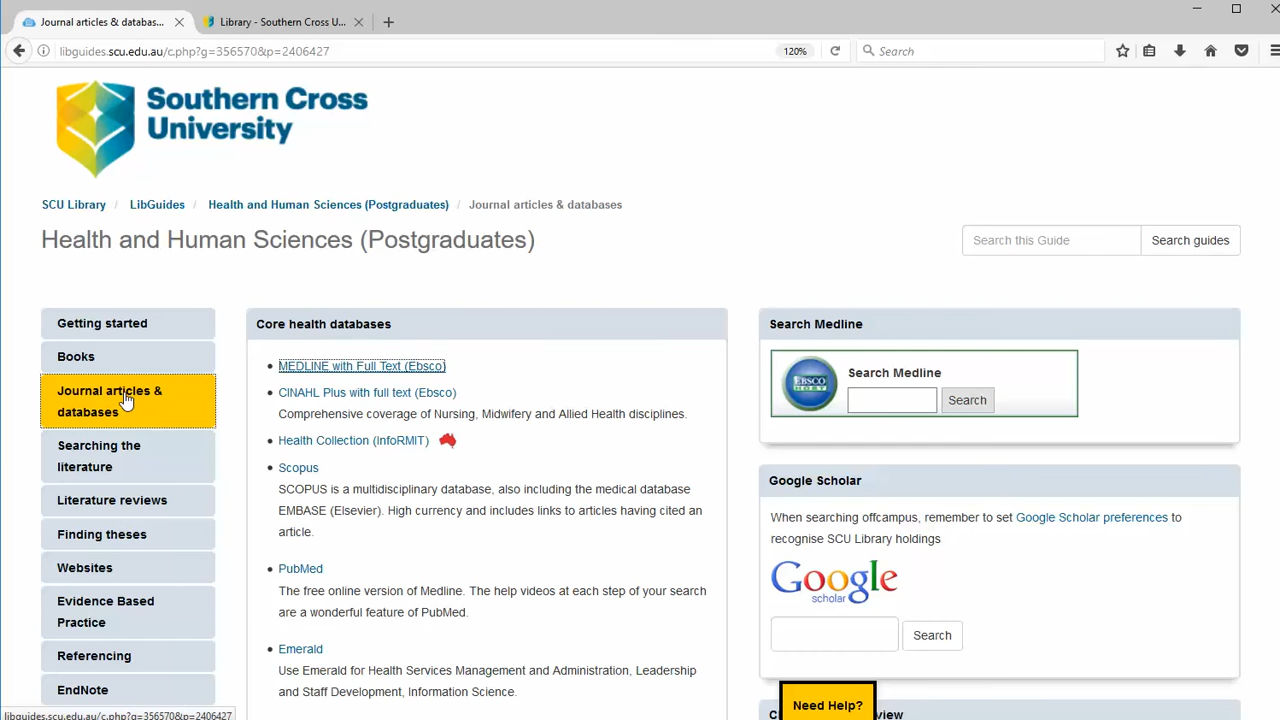 Journal articles & databas...
Library - Southern Cross U...
libguides.scu.edu.au/c.php?g=356570&p=2406427
120%
Search
Southern Cross
University
SCU Library / LibGuides / Health and Human Sciences (Postgraduates) / Journal articles & databases
Health and Human Sciences (Postgraduates)
Search this Guide
Search guides
Getting started
Books
Journal articles &
databases
Searching the
literature
Literature reviews
Finding theses
Websites
Evidence Based
Practice
Referencing
EndNote
Core health databases
MEDLINE with Full Text (Ebsco)
CINAHL Plus with full text (Ebsco)
Comprehensive coverage of Nursing, Midwifery and Allied Health disciplines.
Health Collection (InfoRMIT)
Scopus
SCOPUS is a multidisciplinary database, also including the medical database
EMBASE (Elsevier). High currency and includes links to articles having cited an
article.
PubMed
The free online version of Medline. The help videos at each step of your search
are a wonderful feature of PubMed.
Emerald
Use Emerald for Health Services Management and Administration, Leadership
and Staff Development, Information Science.
Search Medline
EBSCO
HOST
Search Medline
Search
Google Scholar
When searching offcampus, remember to set Google Scholar preferences to
recognise SCU Library holdings
Google
scholar
Search
Need Help?
view
libguides.scu.edu.au/c.php?g=356570&p=2406427